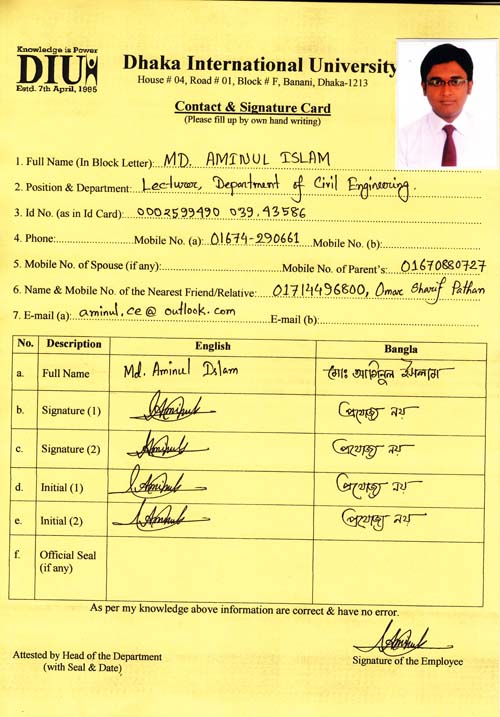 Knowledge is Power
DIU
Estd. 7th April, 1995
Dhaka International University
House # 04, Road # 01, Block # F, Banani, Dhaka-1213
Contact & Signature Card
(Please fill up by own hand writing)
1. Full Name (In Block Letter): MD. AMINUL ISLAM
2. Position & Department: Lecturer, Department of Civil Engineering.
3. Id No. (as in Id Card): 0002599490 039.43586
4. Phone: Mobile No. (a): 01674-290661 Mobile No. (b):
5. Mobile No. of Spouse (if any): Mobile No. of Parent's: 01670880727
6. Name & Mobile No. of the Nearest Friend/Relative: 01714496800, Omar Sharif Pathan
7. E-mail (a): aminul.ce@outlook.com E-mail (b):
No. Description English Bangla
a. Full Name Md. Aminul Islam মোঃ আমিনুল ইসলাম
b. Signature (1) Aminul প্রযোজ্য নয়
c. Signature (2) Aminul প্রযোজ্য নয়
d. Initial (1) Aminul প্রযোজ্য নয়
e. Initial (2) Aminul প্রযোজ্য নয়
f. Official Seal
(if any)
As per my knowledge above information are correct & have no error.
Aminul
Attested by Head of the Department Signature of the Employee
(with Seal & Date)